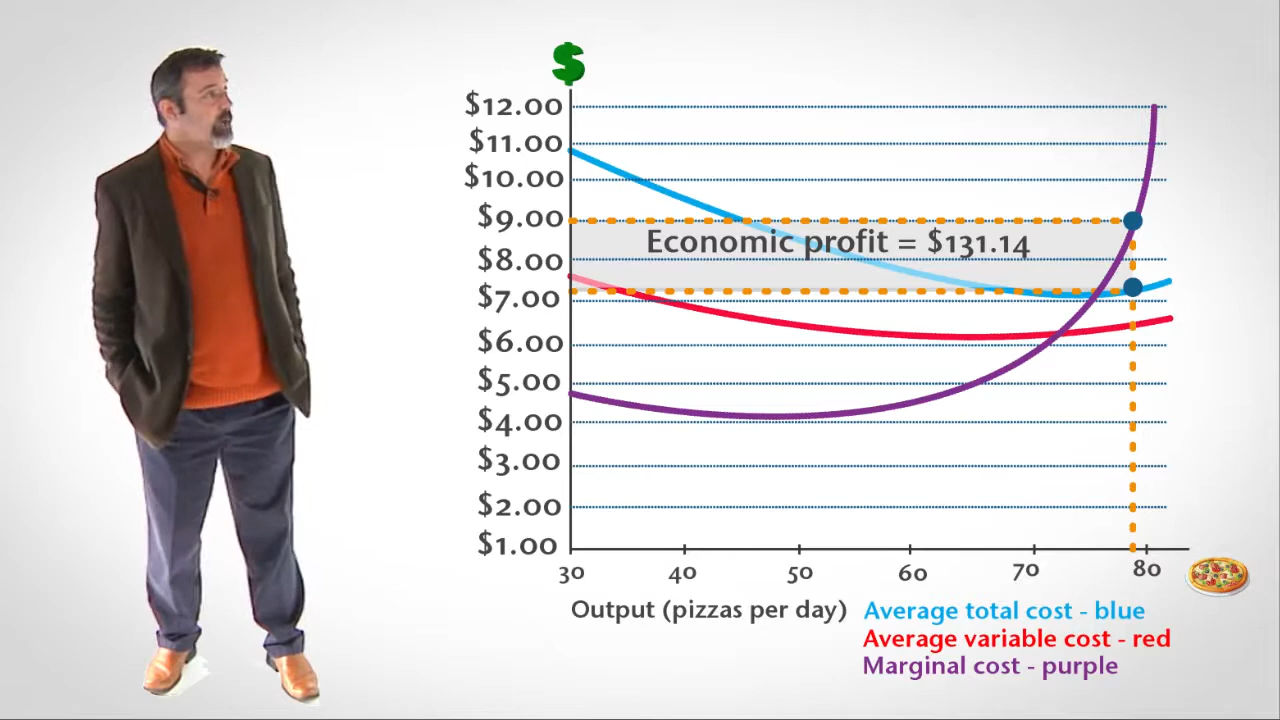 $
$12.00
$11.00
$10.00
$9.00
Economic profit = $131.14
$8.00
$7.00
$6.00
$5.00
$4.00
$3.00
$2.00
$1.00
30 40 50 60 70 80
Output (pizzas per day)
Average total cost - blue
Average variable cost - red
Marginal cost - purple